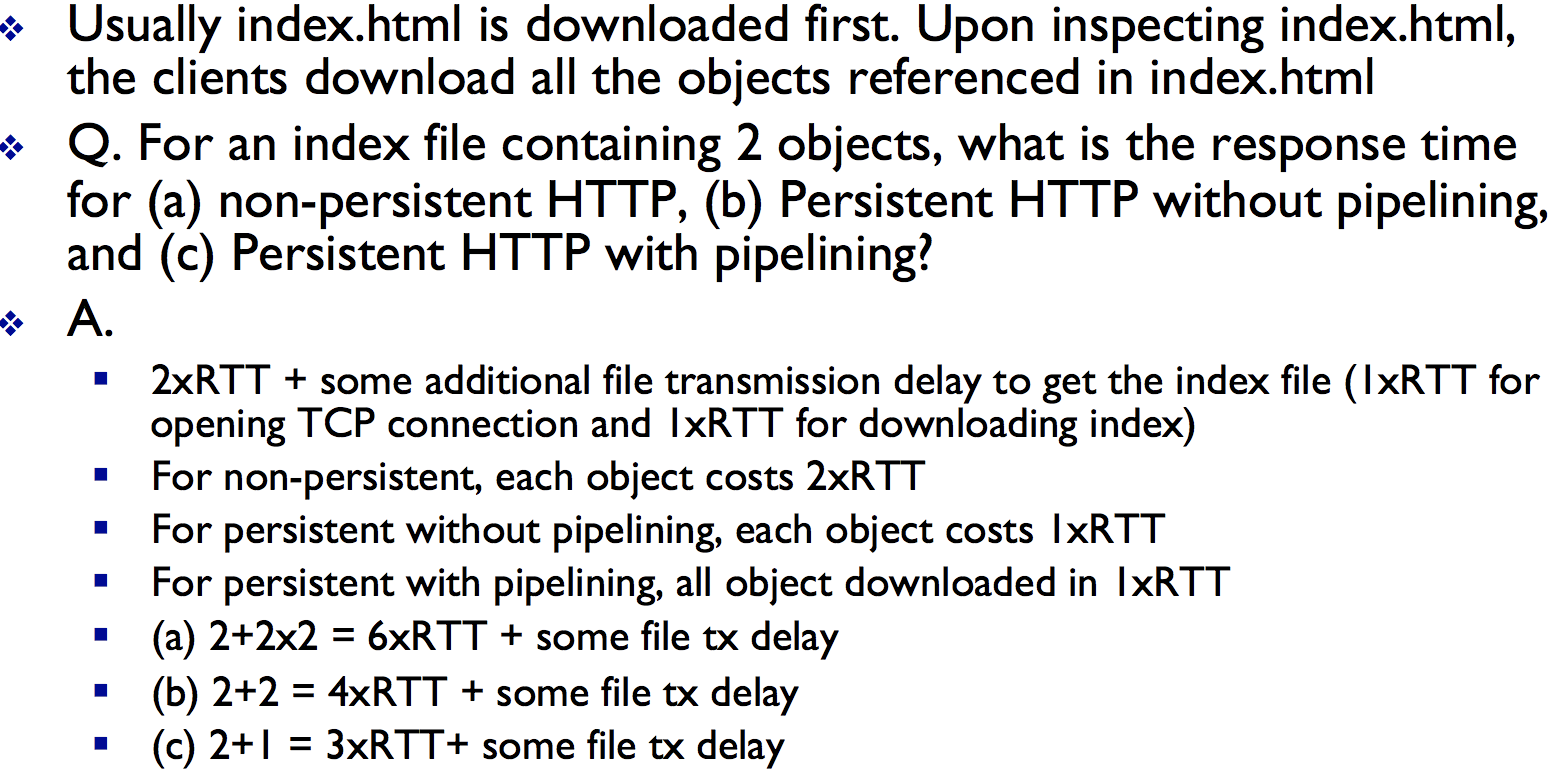 ❖ Usually index.html is downloaded first. Upon inspecting index.html,
the clients download all the objects referenced in index.html
❖ Q. For an index file containing 2 objects, what is the response time
for (a) non-persistent HTTP, (b) Persistent HTTP without pipelining,
and (c) Persistent HTTP with pipelining?
❖ A.
▪ 2xRTT + some additional file transmission delay to get the index file (1xRTT for
opening TCP connection and 1xRTT for downloading index)
▪ For non-persistent, each object costs 2xRTT
▪ For persistent without pipelining, each object costs 1xRTT
▪ For persistent with pipelining, all object downloaded in 1xRTT
▪ (a) 2+2x2 = 6xRTT + some file tx delay
▪ (b) 2+2 = 4xRTT + some file tx delay
▪ (c) 2+1 = 3xRTT+ some file tx delay